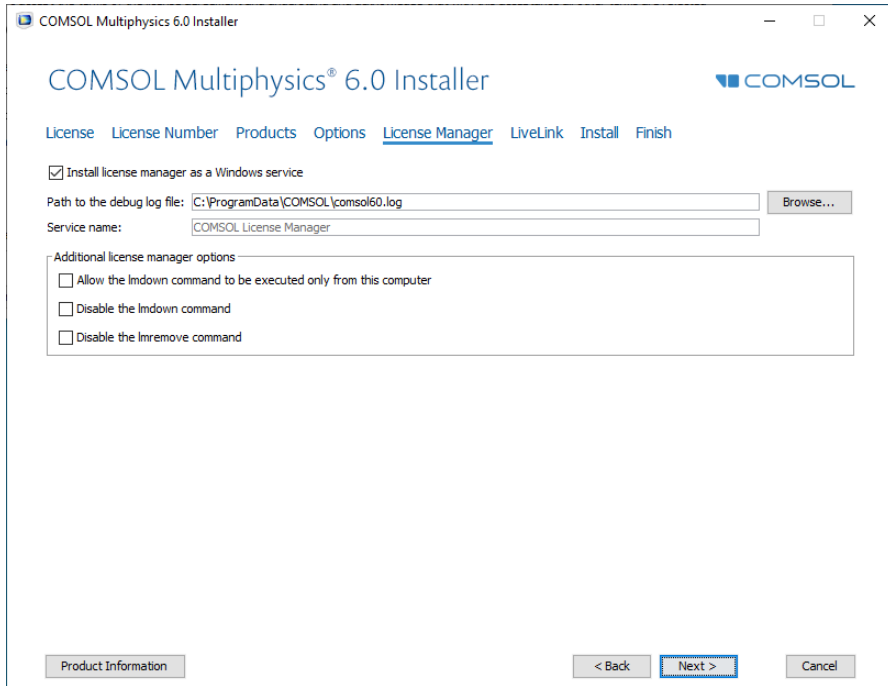 COMSOL Multiphysics 6.0 Installer
COMSOL Multiphysics® 6.0 Installer
COMSOL
License License Number Products Options License Manager LiveLink Install Finish
Install license manager as a Windows service
Path to the debug log file: C:\ProgramData\COMSOL\comsol60.log Browse...
Service name: COMSOL License Manager
Additional license manager options
Allow the lmdown command to be executed only from this computer
Disable the lmdown command
Disable the lmremove command
Product Information < Back Next > Cancel